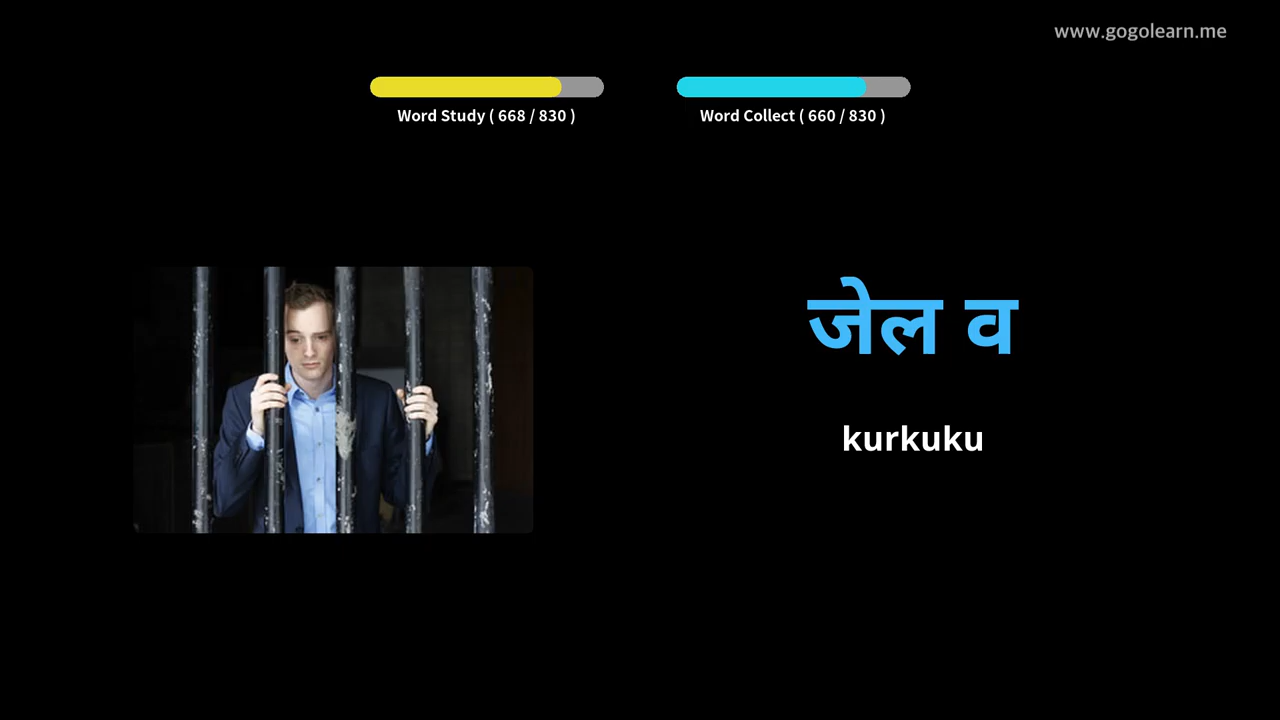 www.gogolearn.me
Word Study ( 668 / 830 )
Word Collect ( 660 / 830 )
जेल व
kurkuku